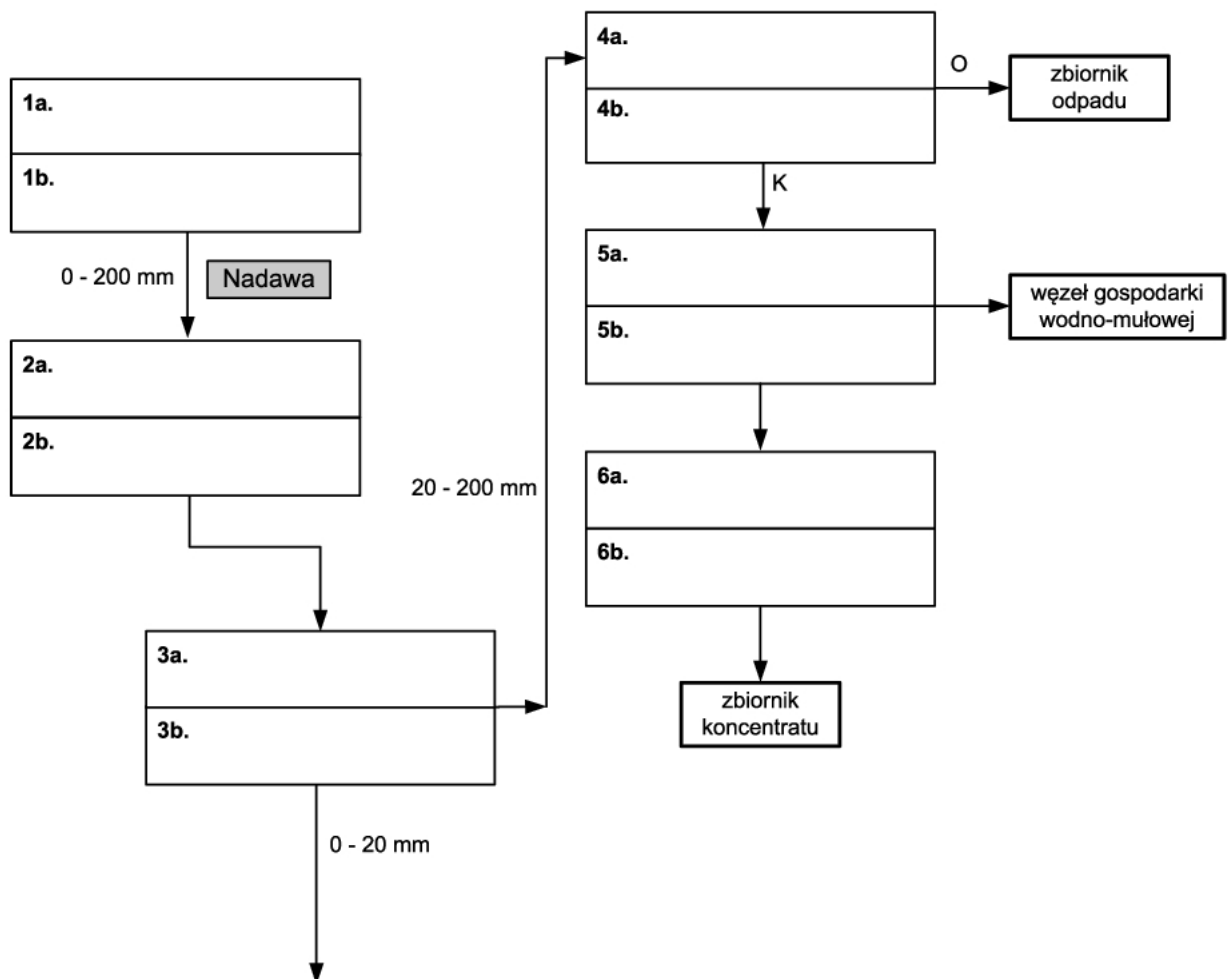 1a.
1b.
0 - 200 mm
Nadawa
2a.
2b.
3a.
3b.
0 - 20 mm
20 - 200 mm
4a.
4b.
O
zbiornik
odpadu
K
5a.
5b.
węzeł gospodarki
wodno-mułowej
6a.
6b.
zbiornik
koncentratu